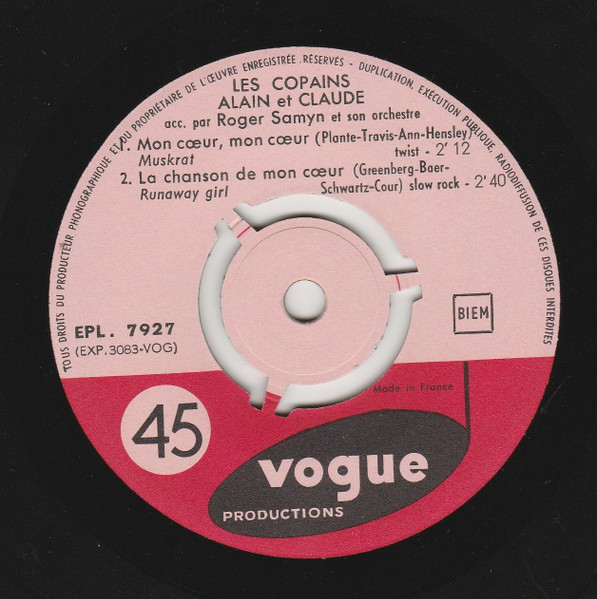 TOUS DROITS DU PRODUCTEUR PHONOGRAPHIQUE ET DU PROPRIÉTAIRE DE L'ŒUVRE ENREGISTRÉE RÉSERVÉS - DUPLICATION, EXÉCUTION PUBLIQUE, RADIODIFFUSION DE CES DISQUES INTERDITES
LES COPAINS
ALAIN et CLAUDE
acc. par Roger Samyn et son orchestre
1. Mon cœur, mon cœur (Plante-Travis-Ann-Hensley)
Muskrat twist - 2'12
2. La chanson de mon cœur (Greenberg-Baer-
Runaway girl Schwartz-Cour) slow rock - 2'40
EPL. 7927
(EXP.3083-VOG)
BIEM
Made in France
45
vogue
PRODUCTIONS